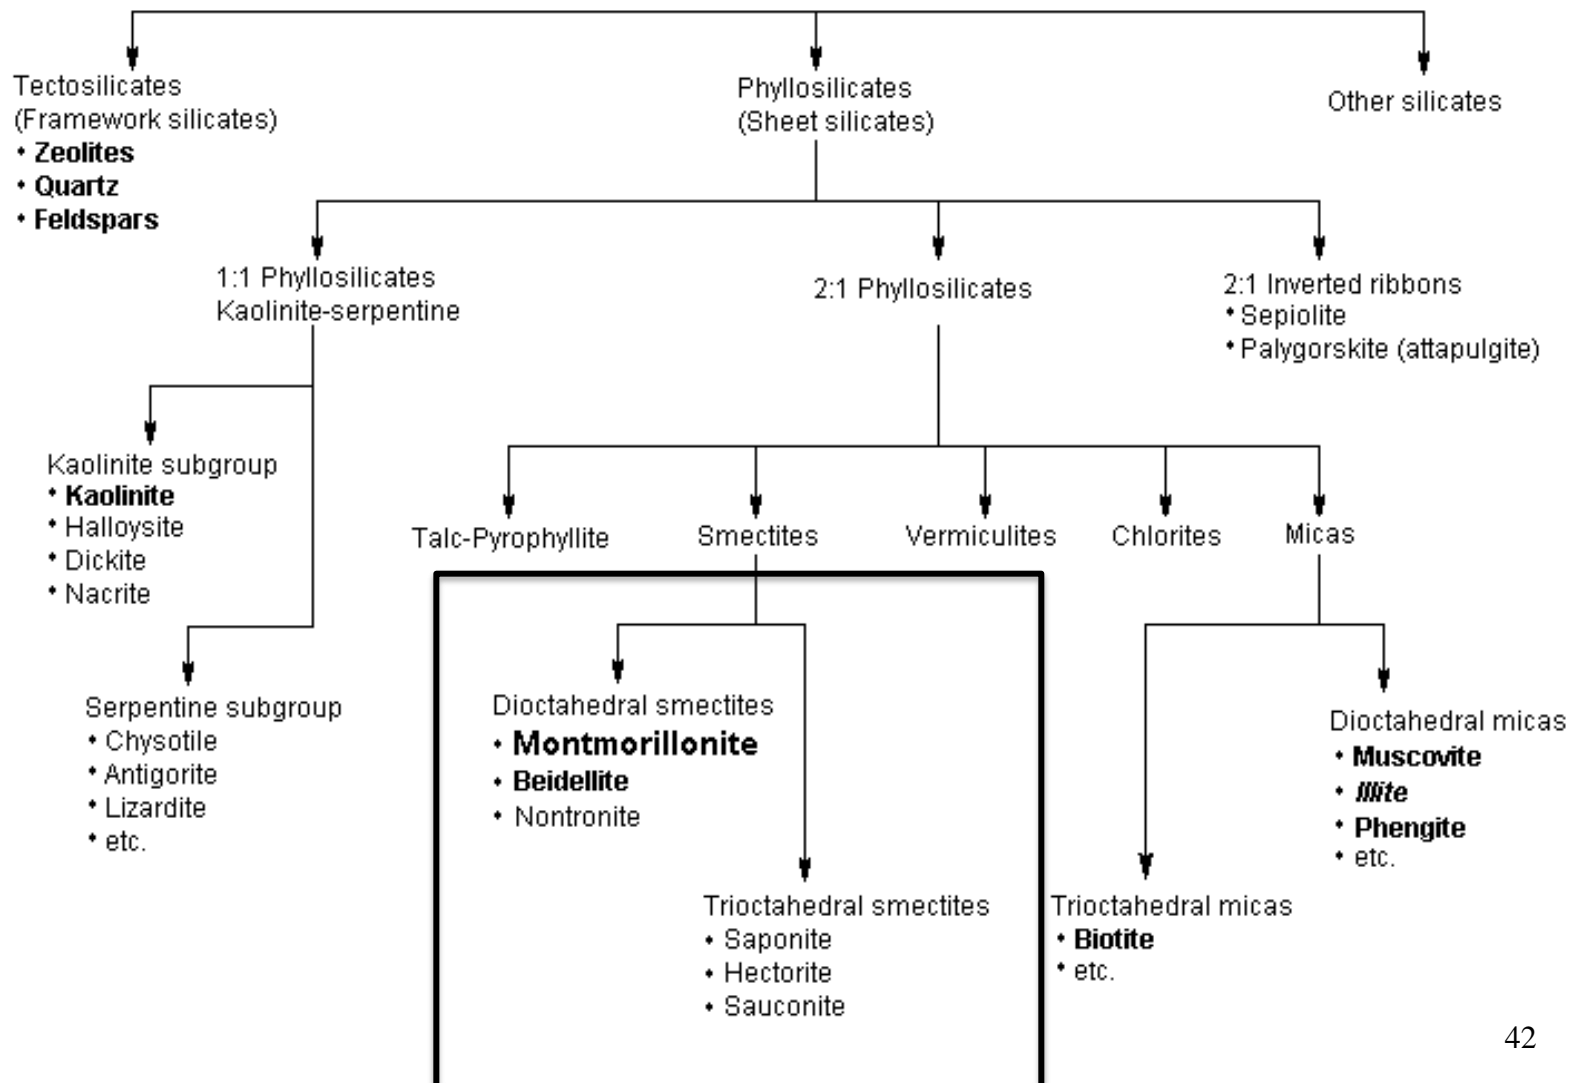 Tectosilicates
(Framework silicates)
• Zeolites
• Quartz
• Feldspars
Phyllosilicates
(Sheet silicates)
Other silicates
1:1 Phyllosilicates
Kaolinite-serpentine
2:1 Phyllosilicates
2:1 Inverted ribbons
• Sepiolite
• Palygorskite (attapulgite)
Kaolinite subgroup
• Kaolinite
• Halloysite
• Dickite
• Nacrite
Talc-Pyrophyllite
Smectites
Vermiculites
Chlorites
Micas
Serpentine subgroup
• Chysotile
• Antigorite
• Lizardite
• etc.
Dioctahedral smectites
• Montmorillonite
• Beidellite
• Nontronite
Trioctahedral smectites
• Saponite
• Hectorite
• Sauconite
Trioctahedral micas
• Biotite
• etc.
Dioctahedral micas
• Muscovite
• Illite
• Phengite
• etc.
42